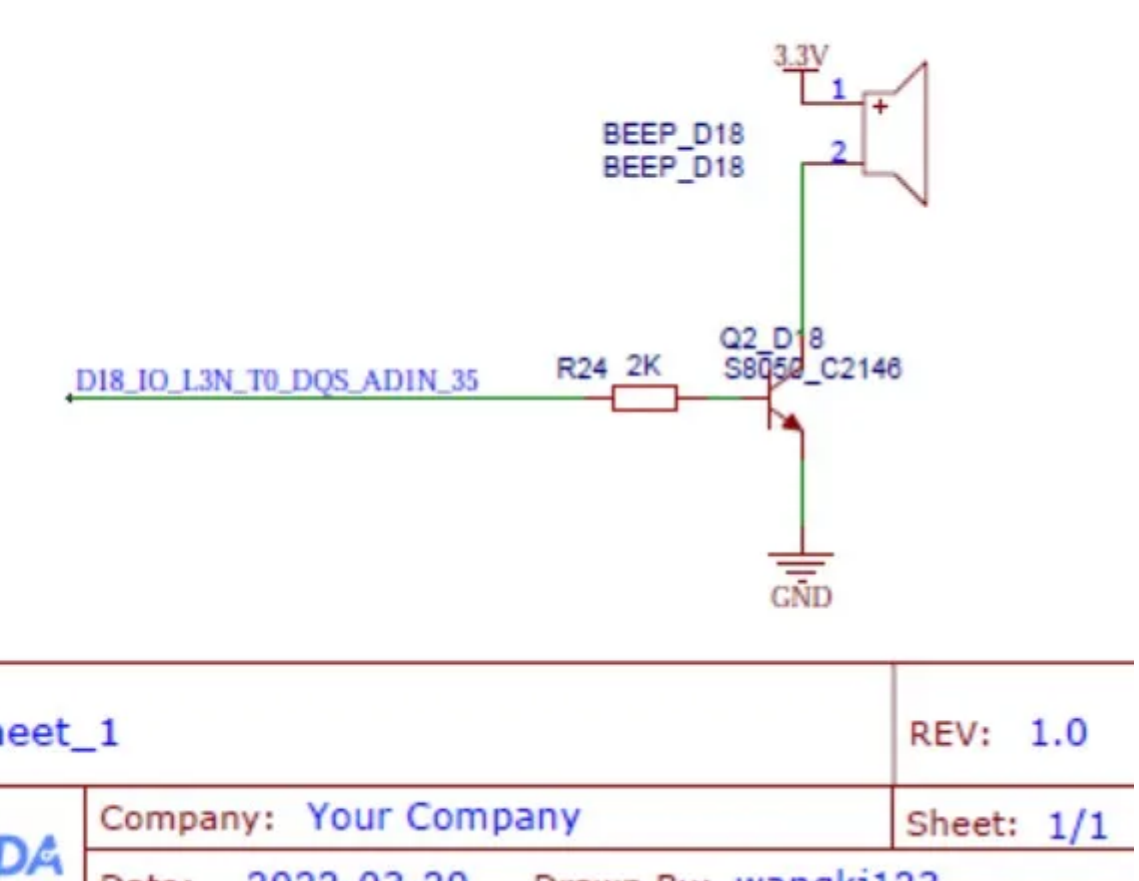 3.3V
1
+
BEEP_D18
2
BEEP_D18
Q2_D18
D18_IO_L3N_T0_DQS_AD1N_35
R24 2K
S8050_C2146
GND
REV: 1.0
Company: Your Company
Sheet: 1/1